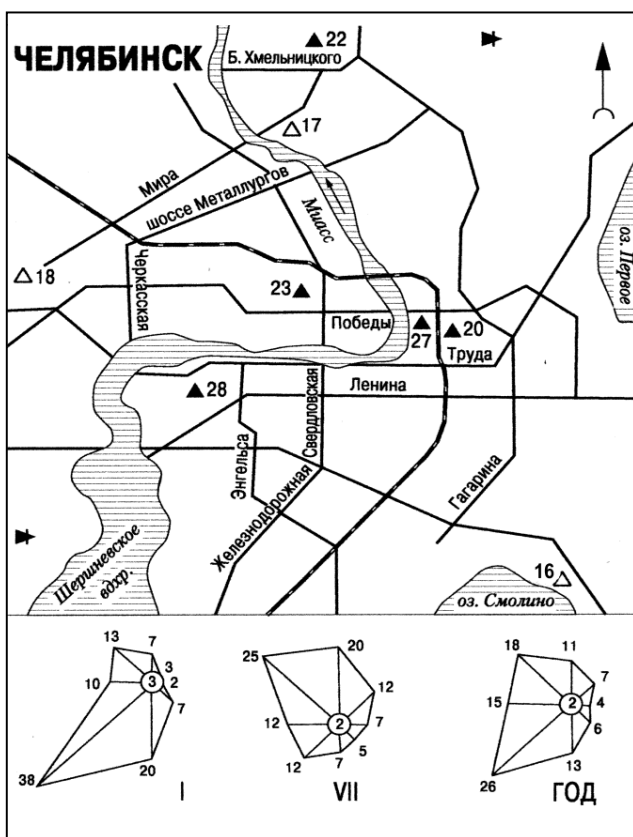 ЧЕЛЯБИНСК
22
Б. Хмельницкого
17
Мира
шоссе Металлургов
Миасс
оз. Первое
18
Черкасская
23
Победы
27
20
Труда
28
Ленина
Свердловская
Энгельса
Железнодорожная
Гагарина
Шершневское
вдхр.
16
оз. Смолино
13
7
3
3
2
10
7
38
20
I
25
20
12
12
2
7
5
12
7
VII
18
11
7
15
2
4
6
26
13
ГОД